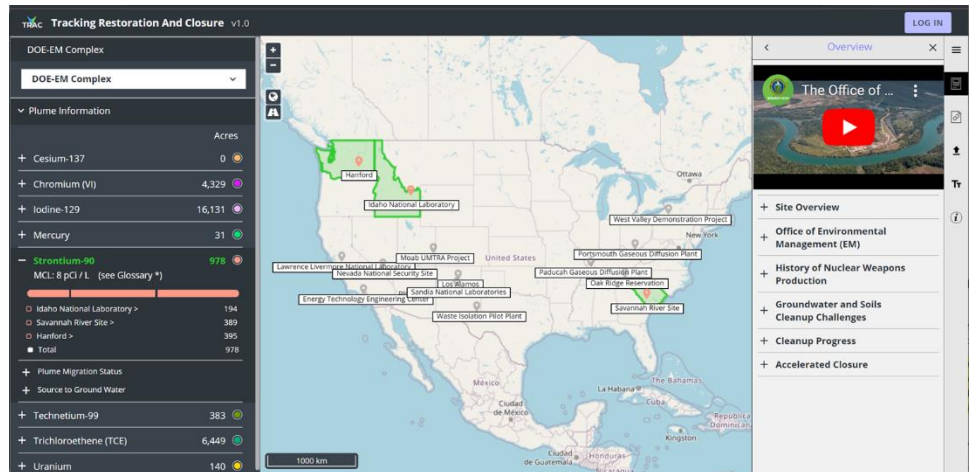 TRAC Tracking Restoration And Closure v1.0
LOG IN
DOE-EM Complex
DOE-EM Complex
Plume Information
Acres
+ Cesium-137 0
+ Chromium (VI) 4,329
+ Iodine-129 16,131
+ Mercury 31
− Strontium-90 978
MCL: 8 pCi / L (see Glossary *)
Idaho National Laboratory > 194
Savannah River Site > 389
Hanford > 395
Total 978
+ Plume Migration Status
+ Source to Ground Water
+ Technetium-99 383
+ Trichloroethene (TCE) 6,449
+ Uranium 140
+
−
Ottawa
Hanford
Idaho National Laboratory
West Valley Demonstration Project
New York
Moab UMTRA Project
United States
Portsmouth Gaseous Diffusion Plant
Lawrence Livermore National Laboratory
Nevada National Security Site
Paducah Gaseous Diffusion Plant
Los Alamos
Oak Ridge Reservation
Energy Technology Engineering Center
Sandia National Laboratories
Savannah River Site
Waste Isolation Pilot Plant
México
La Habana
The Bahamas
Cuba
Ciudad
de México
República
Dominicana
Kingston
Ciudad
de Guatemala
Honduras
Nicaragua
1000 km
< Overview ×
The Office of ...
+ Site Overview
+ Office of Environmental
Management (EM)
+ History of Nuclear Weapons
Production
+ Groundwater and Soils
Cleanup Challenges
+ Cleanup Progress
+ Accelerated Closure
Tт
i